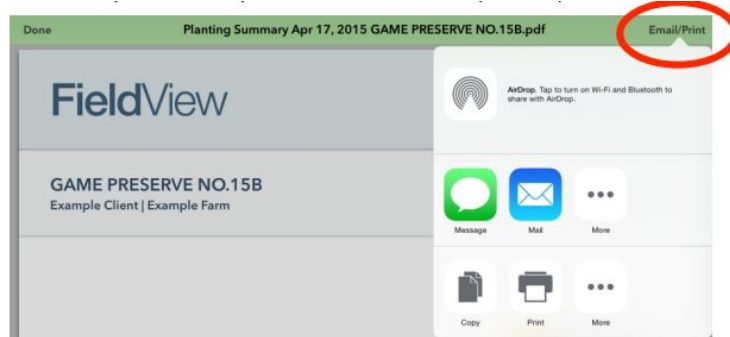 Done Planting Summary Apr 17, 2015 GAME PRESERVE NO.15B.pdf Email/Print
FieldView
AirDrop. Tap to turn on Wi-Fi and Bluetooth to
share with AirDrop.
GAME PRESERVE NO.15B
Example Client | Example Farm
Message Mail More
Copy Print More